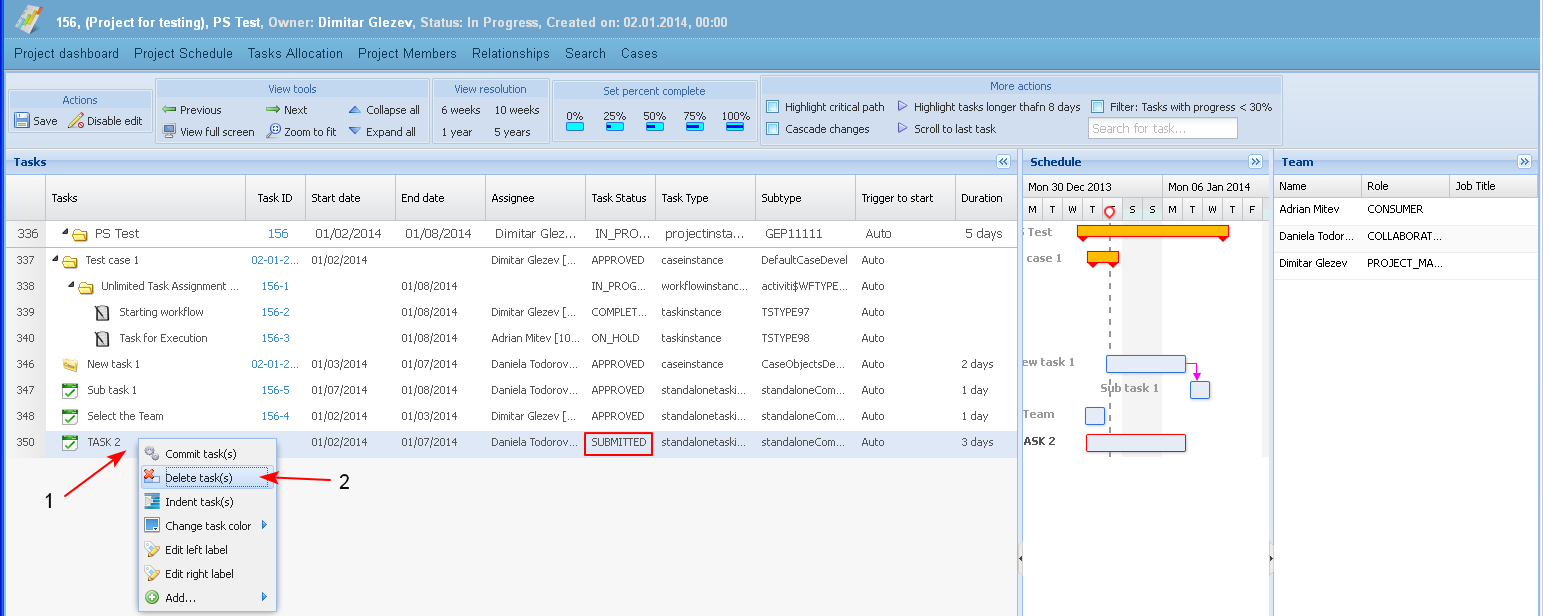 156, (Project for testing), PS Test, Owner: Dimitar Glezev, Status: In Progress, Created on: 02.01.2014, 00:00
Project dashboard Project Schedule Tasks Allocation Project Members Relationships Search Cases
Actions
Save Disable edit
View tools
Previous Next Collapse all
View full screen Zoom to fit Expand all
View resolution
6 weeks 10 weeks
1 year 5 years
Set percent complete
0% 25% 50% 75% 100%
More actions
Highlight critical path Highlight tasks longer thafn 8 days Filter: Tasks with progress < 30%
Cascade changes Scroll to last task Search for task...
Tasks
Tasks Task ID Start date End date Assignee Task Status Task Type Subtype Trigger to start Duration
336 PS Test 156 01/02/2014 01/08/2014 Dimitar Glez... IN_PRO... projectinsta... GEP11111 Auto 5 days
337 Test case 1 02-01-2... 01/02/2014 Dimitar Glezev [... APPROVED caseinstance DefaultCaseDevel Auto
338 Unlimited Task Assignment ... 156-1 01/08/2014 IN_PROG... workflowinstanc... activiti$WFTYPE... Auto
339 Starting workflow 156-2 01/08/2014 Dimitar Glezev [... COMPLET... taskinstance TSTYPE97 Auto
340 Task for Execution 156-3 01/08/2014 Adrian Mitev [10... ON_HOLD taskinstance TSTYPE98 Auto
346 New task 1 02-01-2... 01/03/2014 01/07/2014 Daniela Todorov... APPROVED caseinstance CaseObjectsDe... Auto 2 days
347 Sub task 1 156-5 01/07/2014 01/08/2014 Daniela Todorov... APPROVED standalonetaski... standaloneCom... Auto 1 day
348 Select the Team 156-4 01/02/2014 01/03/2014 Dimitar Glezev [... APPROVED standalonetaski... standaloneCom... Auto 1 day
350 TASK 2 01/02/2014 01/07/2014 Daniela Todorov... SUBMITTED standalonetaski... standaloneCom... Auto 3 days
1
2
Commit task(s)
Delete task(s)
Indent task(s)
Change task color
Edit left label
Edit right label
Add...
Schedule
Mon 30 Dec 2013 Mon 06 Jan 2014
M T W T F S S M T W T F
Test
case 1
ew task 1
Sub task 1
Team
ASK 2
Team
Name Role Job Title
Adrian Mitev CONSUMER
Daniela Todor... COLLABORAT...
Dimitar Glezev PROJECT_MA...